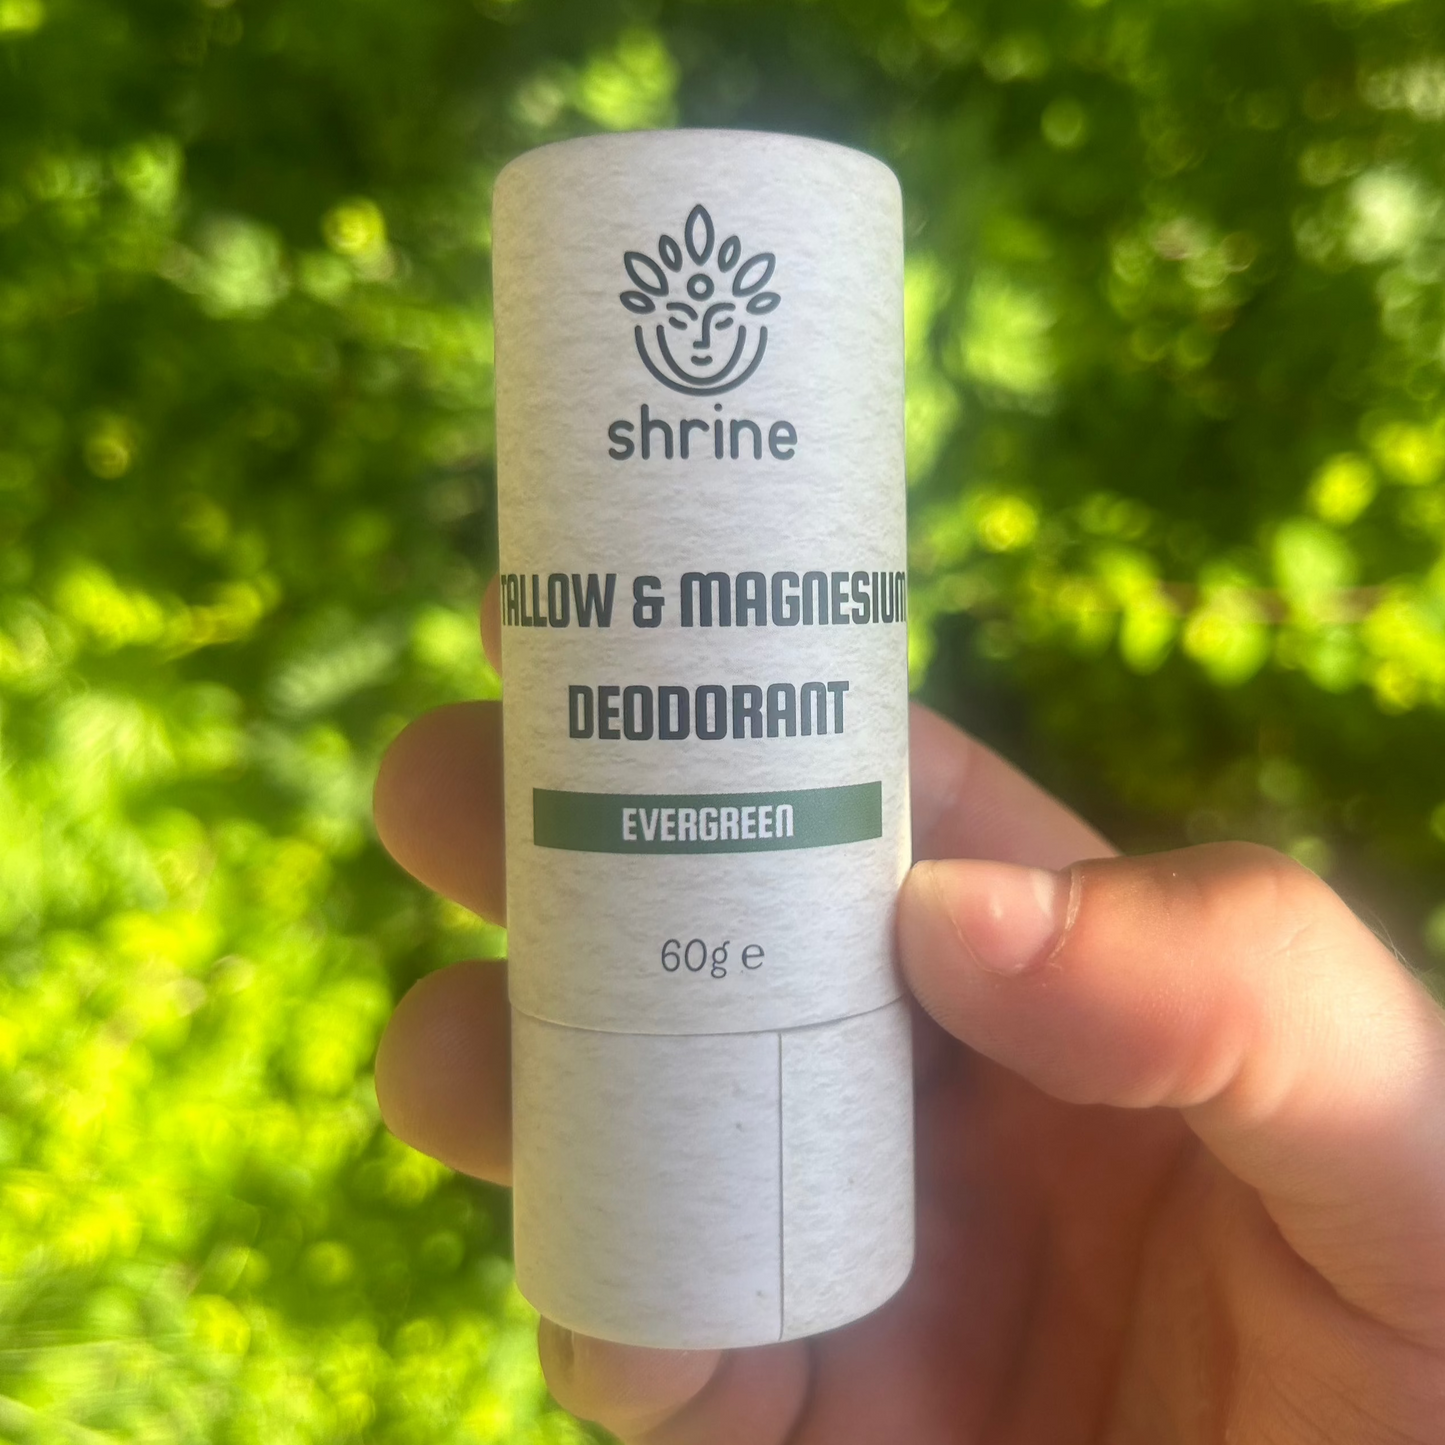 shrine
TALLOW & MAGNESIUM
DEODORANT
EVERGREEN
60g e